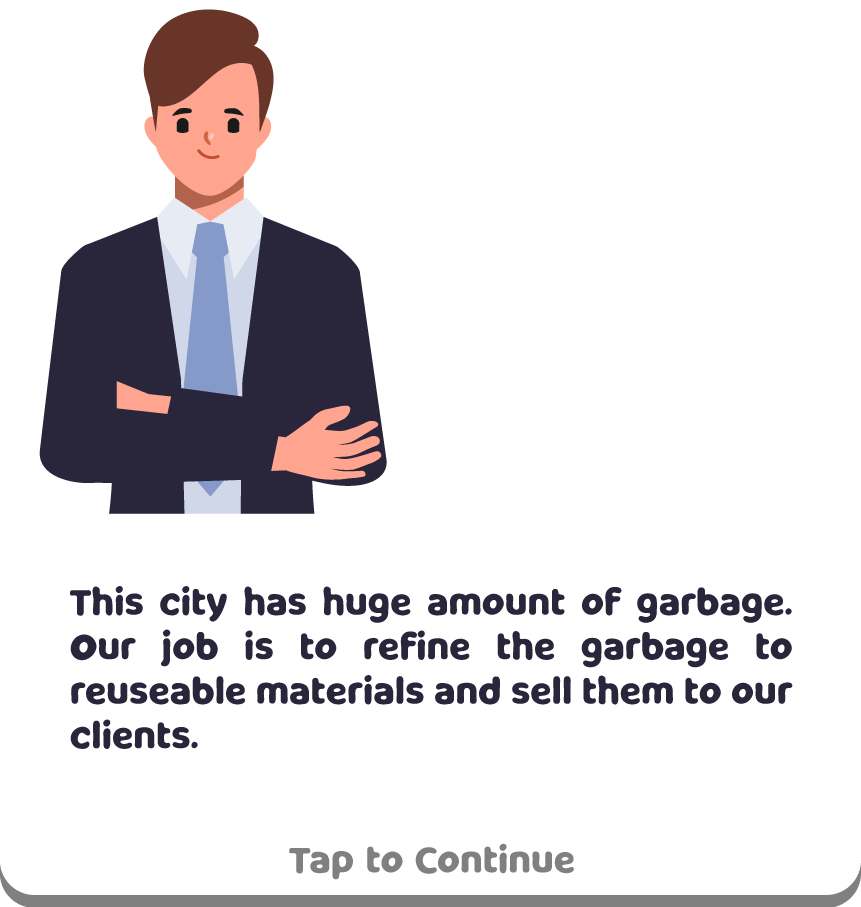 This city has huge amount of garbage.
Our job is to refine the garbage to
reuseable materials and sell them to our
clients.
Tap to Continue